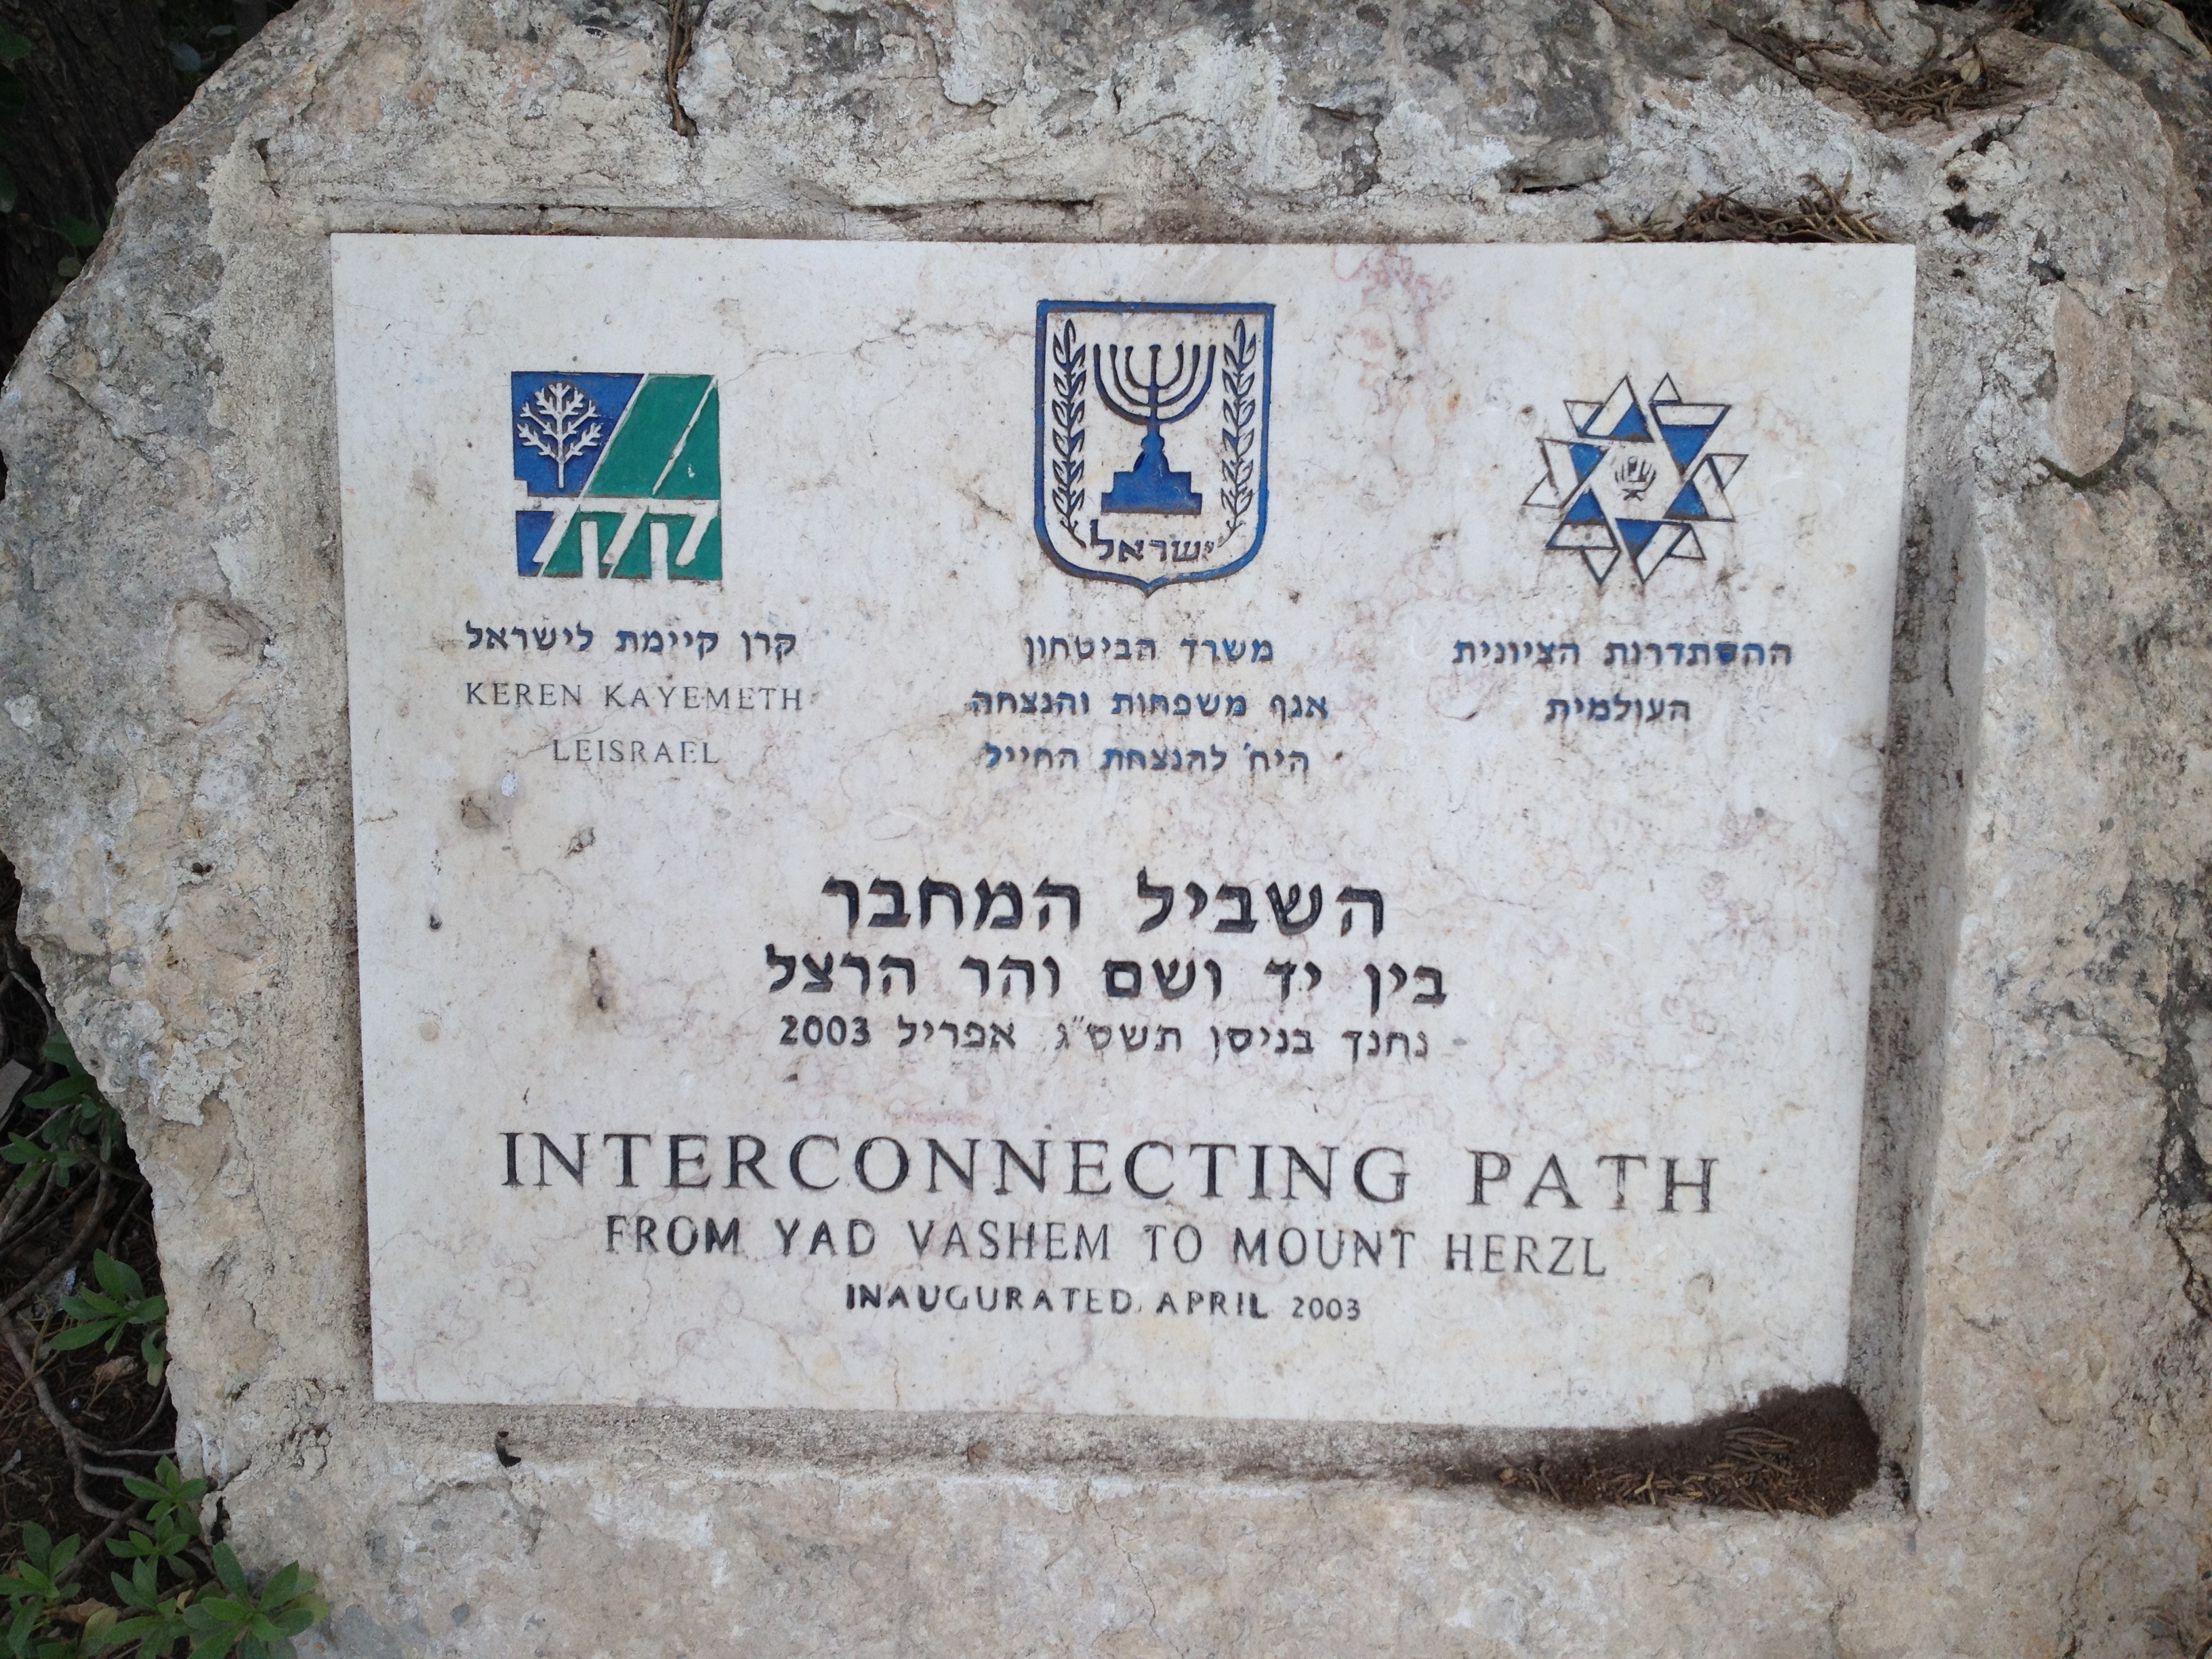 קק״ל
קרן קיימת לישראל
KEREN KAYEMETH
LEISRAEL
ישראל
משרד הביטחון
אגף משפחות והנצחה
היח' להנצחת החייל
ההסתדרות הציונית
העולמית
השביל המחבר
בין יד ושם והר הרצל
נחנך בניסן תשס"ג אפריל 2003
INTERCONNECTING PATH
FROM YAD VASHEM TO MOUNT HERZL
INAUGURATED APRIL 2003